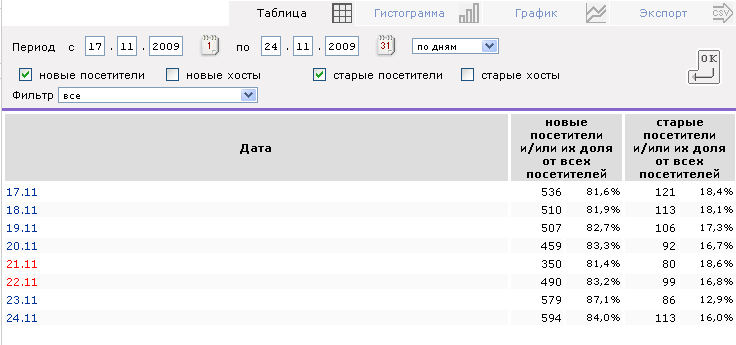 Таблица Гистограмма График Экспорт CSV
Период с 17 . 11 . 2009 1 по 24 . 11 . 2009 31 по дням
новые посетители новые хосты старые посетители старые хосты
OK
Фильтр все
Дата
новые
посетители
и/или их доля
от всех
посетителей
старые
посетители
и/или их доля
от всех
посетителей
17.11 536 81,6% 121 18,4%
18.11 510 81,9% 113 18,1%
19.11 507 82,7% 106 17,3%
20.11 459 83,3% 92 16,7%
21.11 350 81,4% 80 18,6%
22.11 490 83,2% 99 16,8%
23.11 579 87,1% 86 12,9%
24.11 594 84,0% 113 16,0%